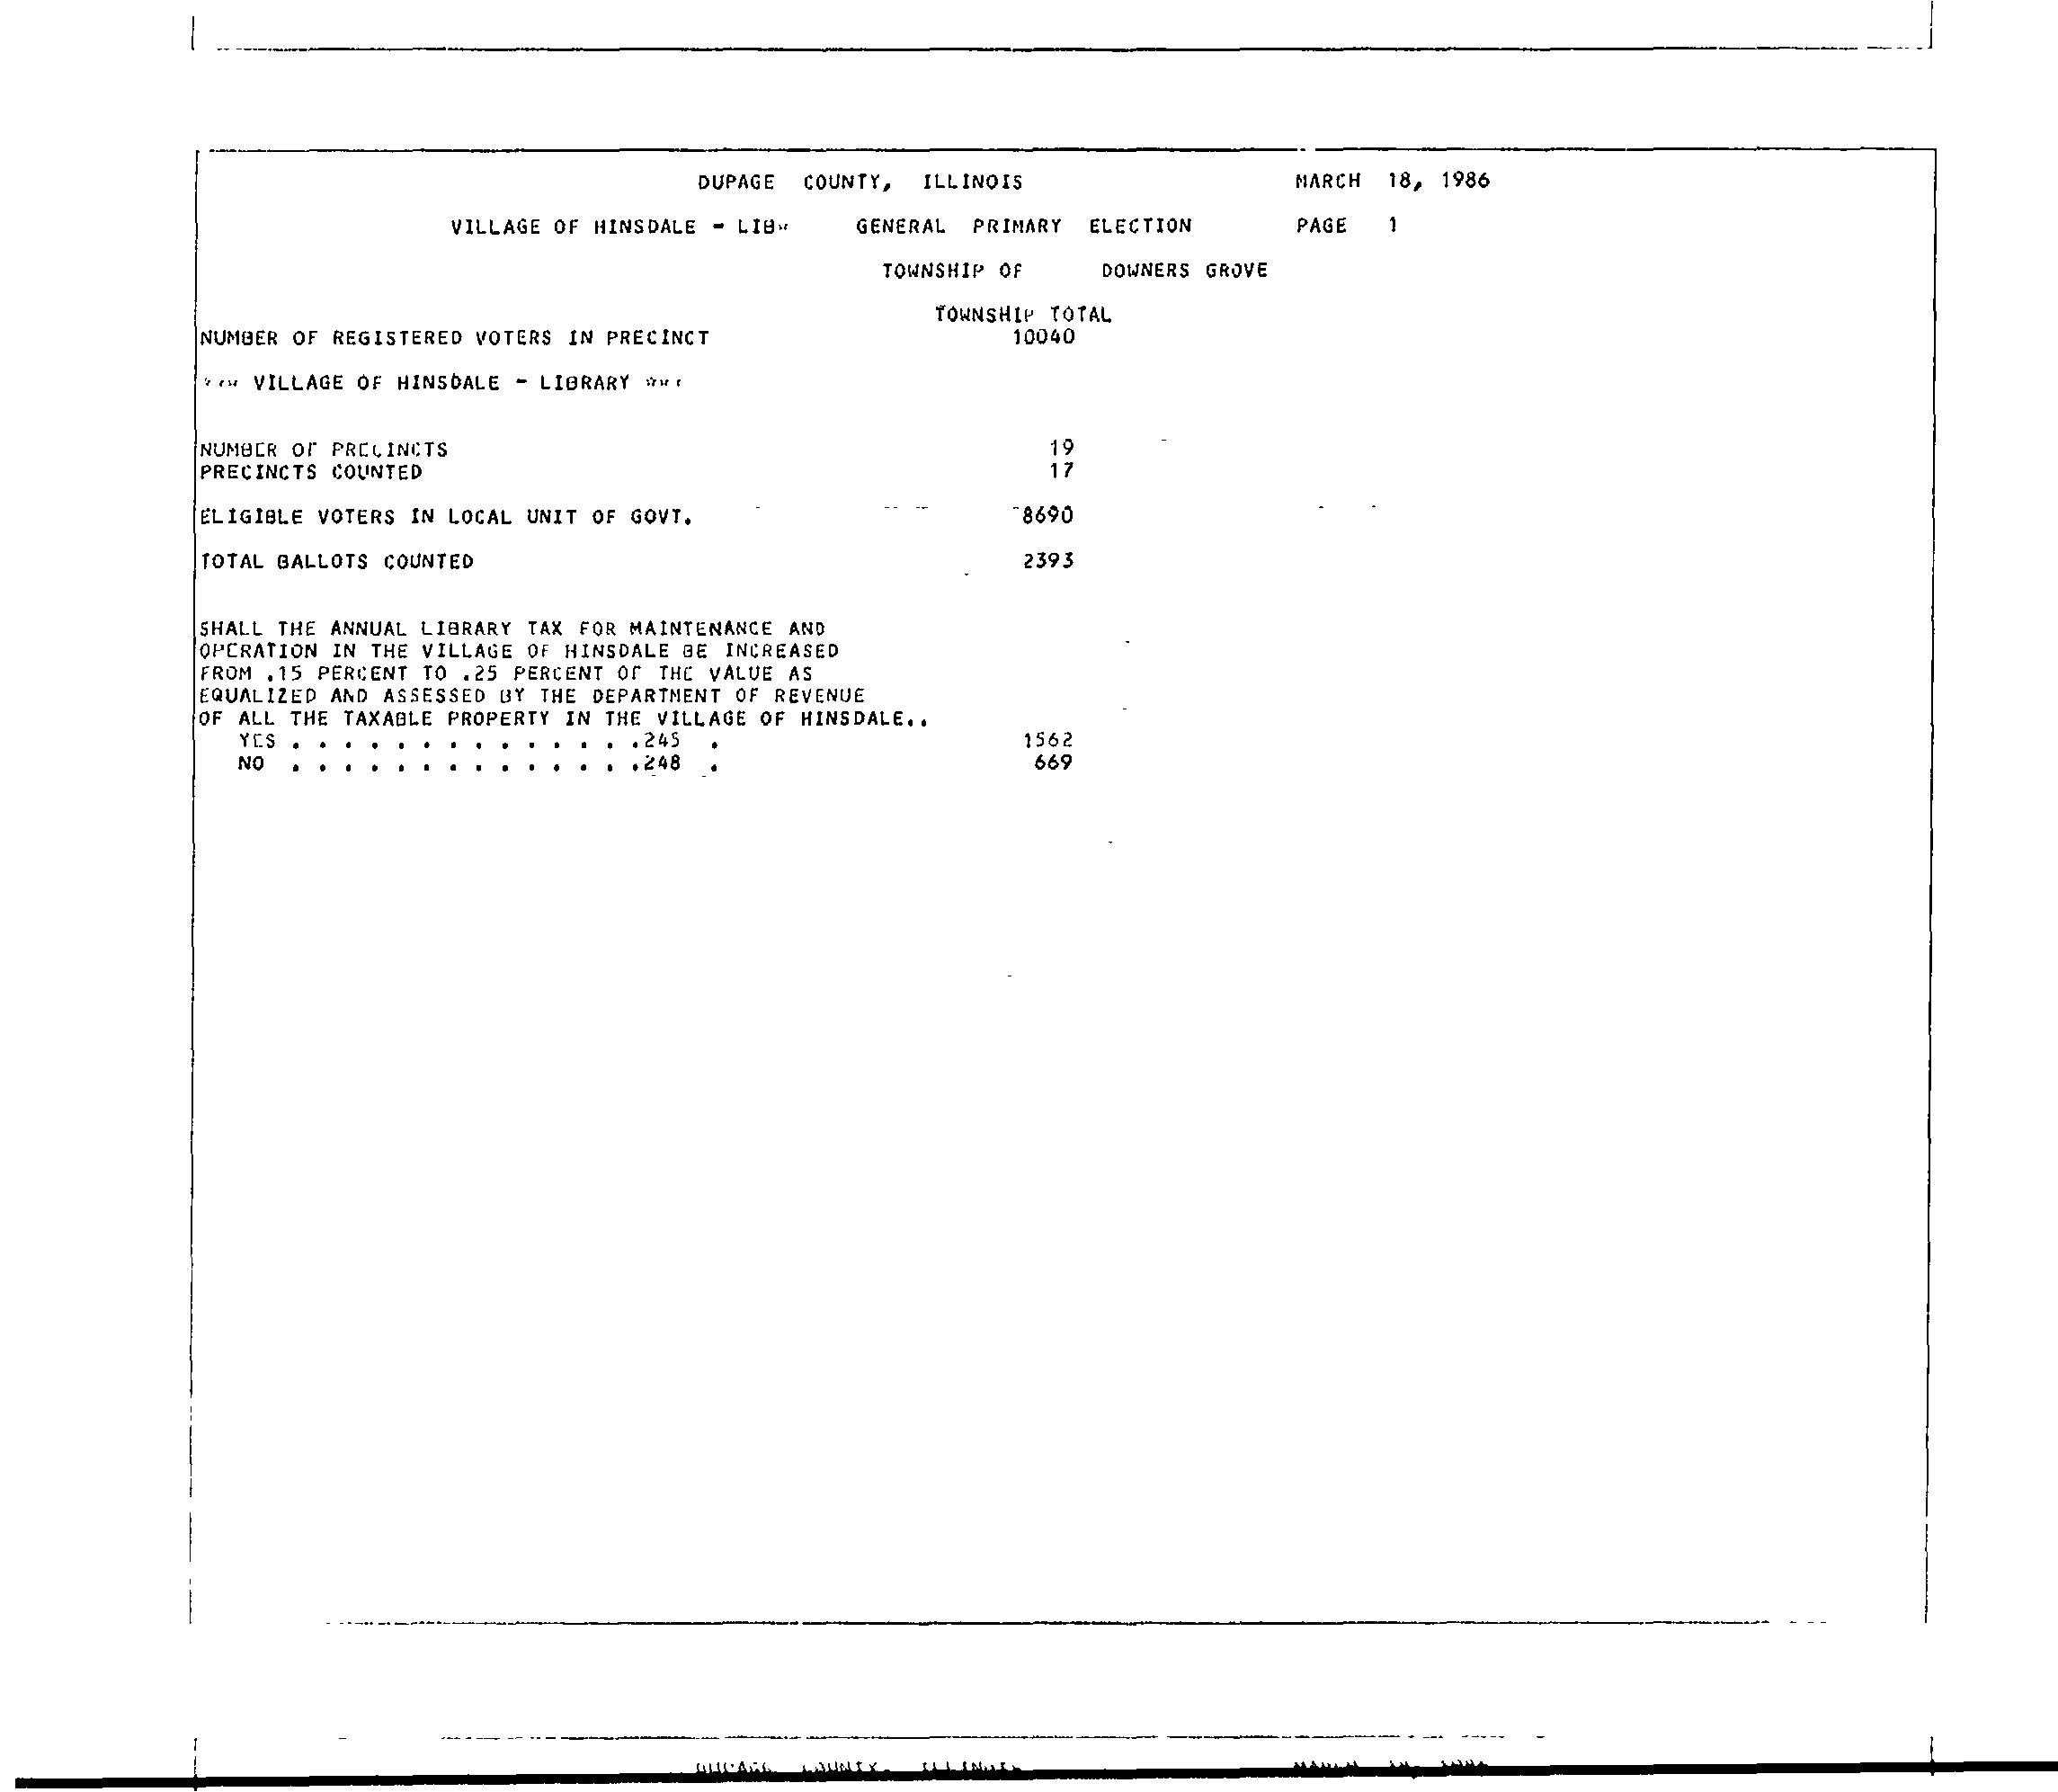 DUPAGE COUNTY, ILLINOIS MARCH 18, 1986
VILLAGE OF HINSDALE - LIB* GENERAL PRIMARY ELECTION PAGE 1
TOWNSHIP OF DOWNERS GROVE
TOWNSHIP TOTAL
NUMBER OF REGISTERED VOTERS IN PRECINCT 10040
*** VILLAGE OF HINSDALE - LIBRARY ***
NUMBER OF PRECINCTS 19
PRECINCTS COUNTED 17
ELIGIBLE VOTERS IN LOCAL UNIT OF GOVT. 8690
TOTAL BALLOTS COUNTED 2393
SHALL THE ANNUAL LIBRARY TAX FOR MAINTENANCE AND
OPERATION IN THE VILLAGE OF HINSDALE BE INCREASED
FROM .15 PERCENT TO .25 PERCENT OF THE VALUE AS
EQUALIZED AND ASSESSED BY THE DEPARTMENT OF REVENUE
OF ALL THE TAXABLE PROPERTY IN THE VILLAGE OF HINSDALE..
YES . . . . . . . . . . . . . .245 . 1562
NO . . . . . . . . . . . . . .248 . 669